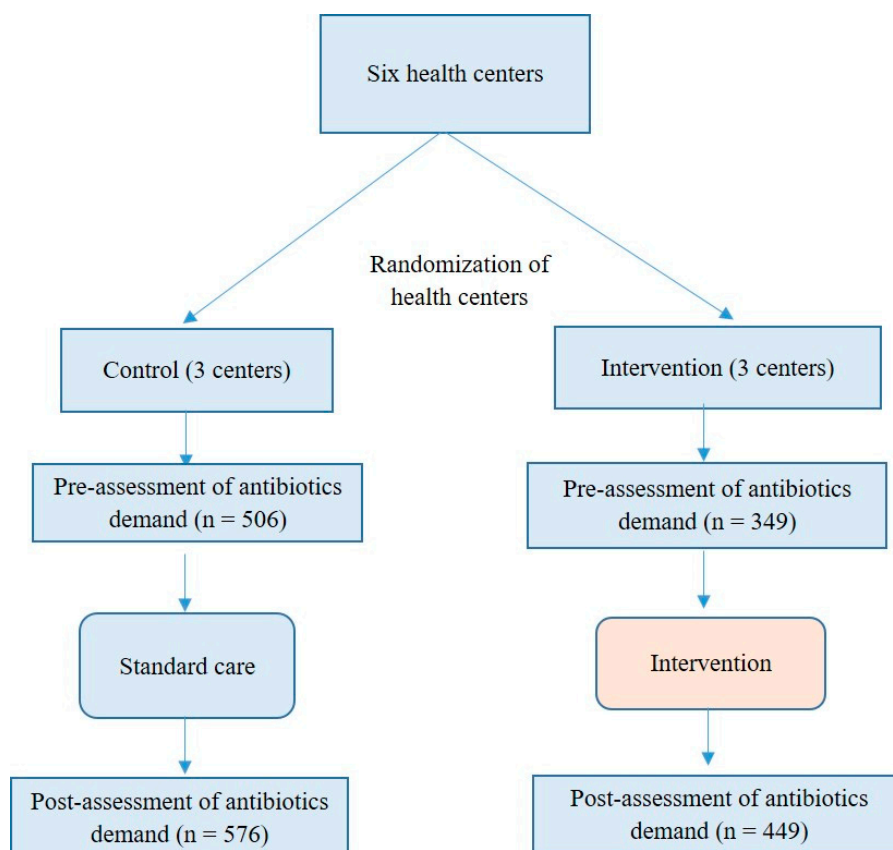 Six health centers
Randomization of
health centers
Control (3 centers)
Intervention (3 centers)
Pre-assessment of antibiotics
demand (n = 506)
Pre-assessment of antibiotics
demand (n = 349)
Standard care
Intervention
Post-assessment of antibiotics
demand (n = 576)
Post-assessment of antibiotics
demand (n = 449)